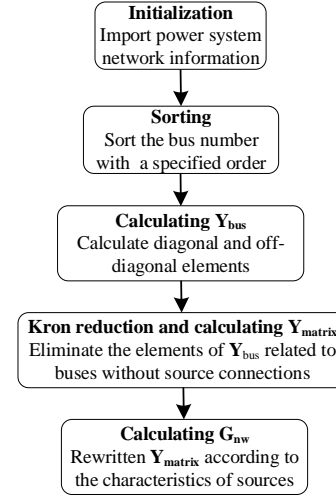 Initialization
Import power system
network information
Sorting
Sort the bus number
with a specified order
Calculating Ybus
Calculate diagonal and off-
diagonal elements
Kron reduction and calculating Ymatrix
Eliminate the elements of Ybus related to
buses without source connections
Calculating Gnw
Rewritten Ymatrix according to
the characteristics of sources